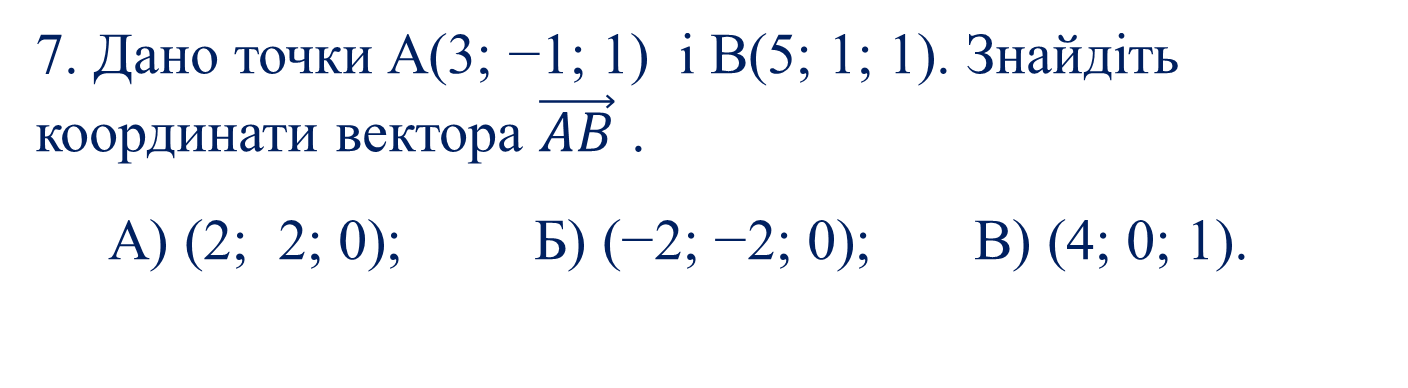 7. Дано точки А(3; −1; 1) і В(5; 1; 1). Знайдіть
координати вектора $\overrightarrow{AB}$ .
А) (2; 2; 0); Б) (−2; −2; 0); В) (4; 0; 1).